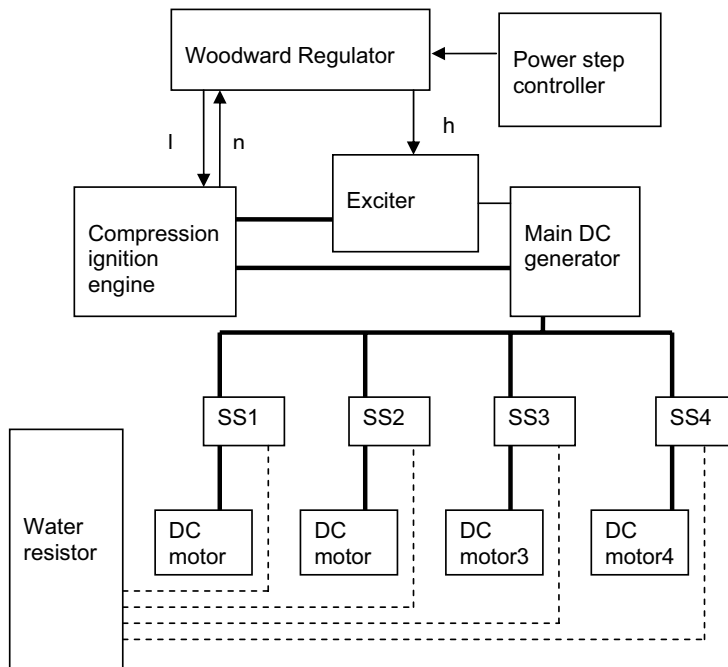 Woodward Regulator
Power step
controller
l
n
h
Exciter
Compression
ignition
engine
Main DC
generator
SS1
SS2
SS3
SS4
Water
resistor
DC
motor
DC
motor
DC
motor3
DC
motor4